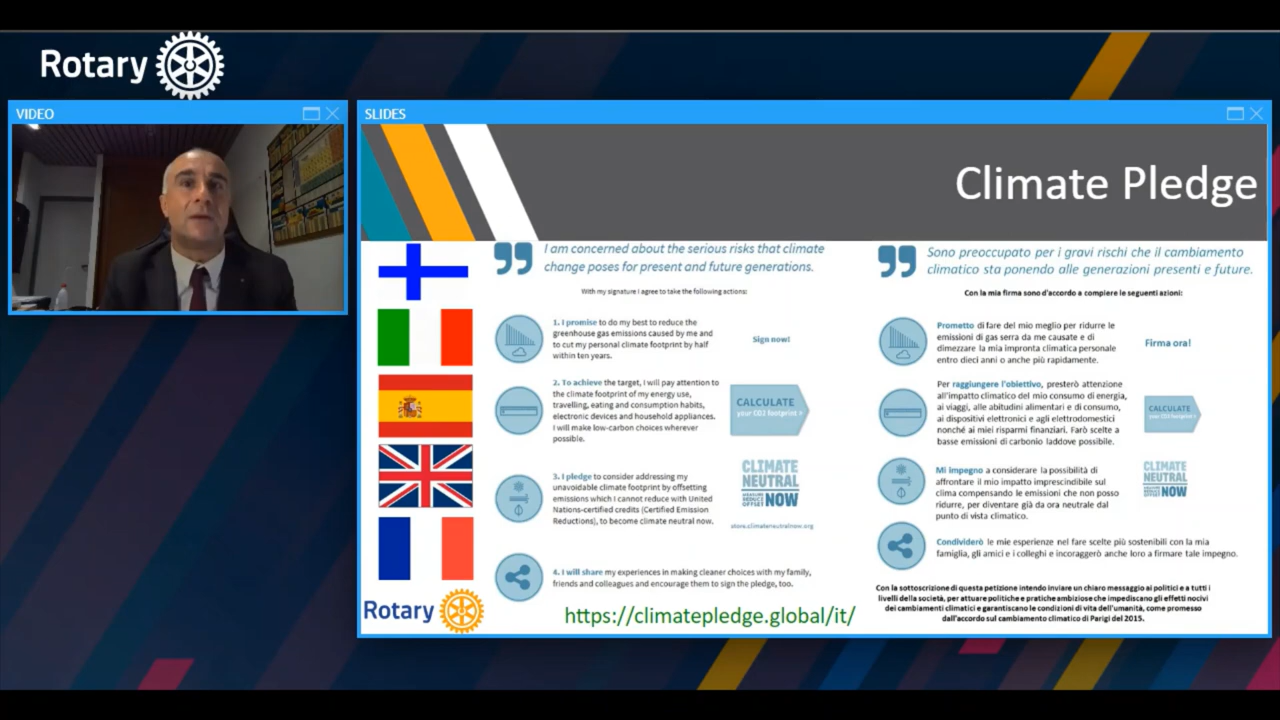 Rotary
VIDEO
SLIDES
Climate Pledge
I am concerned about the serious risks that climate
change poses for present and future generations.
With my signature I agree to take the following actions:
1. I promise to do my best to reduce the
greenhouse gas emissions caused by me and
to cut my personal climate footprint by half
within ten years.
Sign now!
2. To achieve the target, I will pay attention to
the climate footprint of my energy use,
travelling, eating and consumption habits,
electronic devices and household appliances.
I will make low-carbon choices wherever
possible.
CALCULATE
your CO2 footprint >
3. I pledge to consider addressing my
unavoidable climate footprint by offsetting
emissions which I cannot reduce with United
Nations-certified credits (Certified Emission
Reductions), to become climate neutral now.
CLIMATE
NEUTRAL
MEASURE
REDUCE
OFFSET
NOW
store.climateneutralnow.org
4. I will share my experiences in making cleaner choices with my family,
friends and colleagues and encourage them to sign the pledge, too.
Sono preoccupato per i gravi rischi che il cambiamento
climatico sta ponendo alle generazioni presenti e future.
Con la mia firma sono d'accordo a compiere le seguenti azioni:
Prometto di fare del mio meglio per ridurre le
emissioni di gas serra da me causate e di
dimezzare la mia impronta climatica personale
entro dieci anni o anche più rapidamente.
Firma ora!
Per raggiungere l'obiettivo, presterò attenzione
all'impatto climatico del mio consumo di energia,
ai viaggi, alle abitudini alimentari e di consumo,
ai dispositivi elettronici e agli elettrodomestici
nonché ai miei risparmi finanziari. Farò scelte a
basse emissioni di carbonio laddove possibile.
CALCULATE
your CO2 footprint >
Mi impegno a considerare la possibilità di
affrontare il mio impatto imprescindibile sul
clima compensando le emissioni che non posso
ridurre, per diventare già da ora neutrale dal
punto di vista climatico.
CLIMATE
NEUTRAL
MEASURE
REDUCE
OFFSET
NOW
Condividerò le mie esperienze nel fare scelte più sostenibili con la mia
famiglia, gli amici e i colleghi e incoraggerò anche loro a firmare tale impegno.
Con la sottoscrizione di questa petizione intendo inviare un chiaro messaggio ai politici e a tutti i
livelli della società, per attuare politiche e pratiche ambiziose che impediscano gli effetti nocivi
dei cambiamenti climatici e garantiscano le condizioni di vita dell'umanità, come promesso
dall'accordo sul cambiamento climatico di Parigi del 2015.
Rotary
https://climatepledge.global/it/